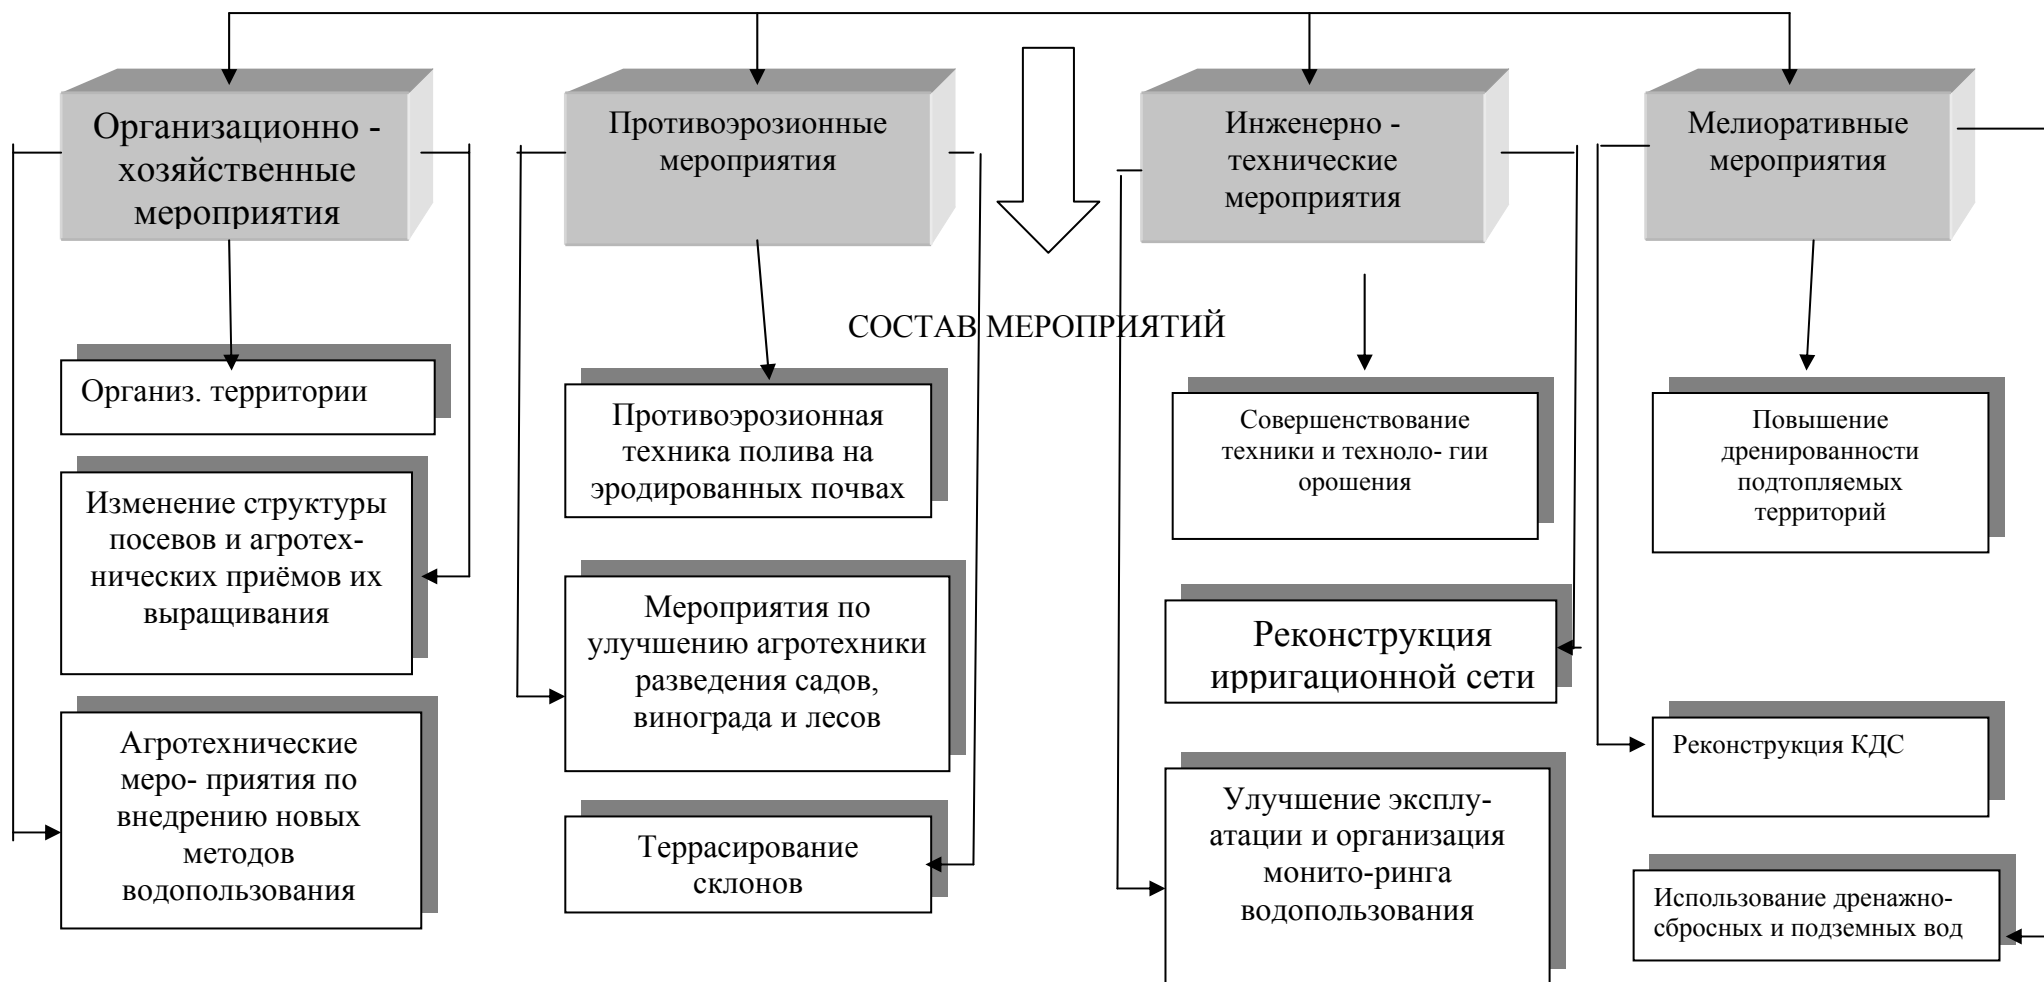 Организационно -
хозяйственные
мероприятия
Противоэрозионные
мероприятия
Инженерно -
технические
мероприятия
Мелиоративные
мероприятия
СОСТАВ МЕРОПРИЯТИЙ
Организ. территории
Изменение структуры
посевов и агротех-
нических приёмов их
выращивания
Агротехнические
меро- приятия по
внедрению новых
методов
водопользования
Противоэрозионная
техника полива на
эродированных почвах
Мероприятия по
улучшению агротехники
разведения садов,
винограда и лесов
Террасирование
склонов
Совершенствование
техники и техноло- гии
орошения
Реконструкция
ирригационной сети
Улучшение эксплу-
атации и организация
монито-ринга
водопользования
Повышение
дренированности
подтопляемых
территорий
Реконструкция КДС
Использование дренажно-
сбросных и подземных вод